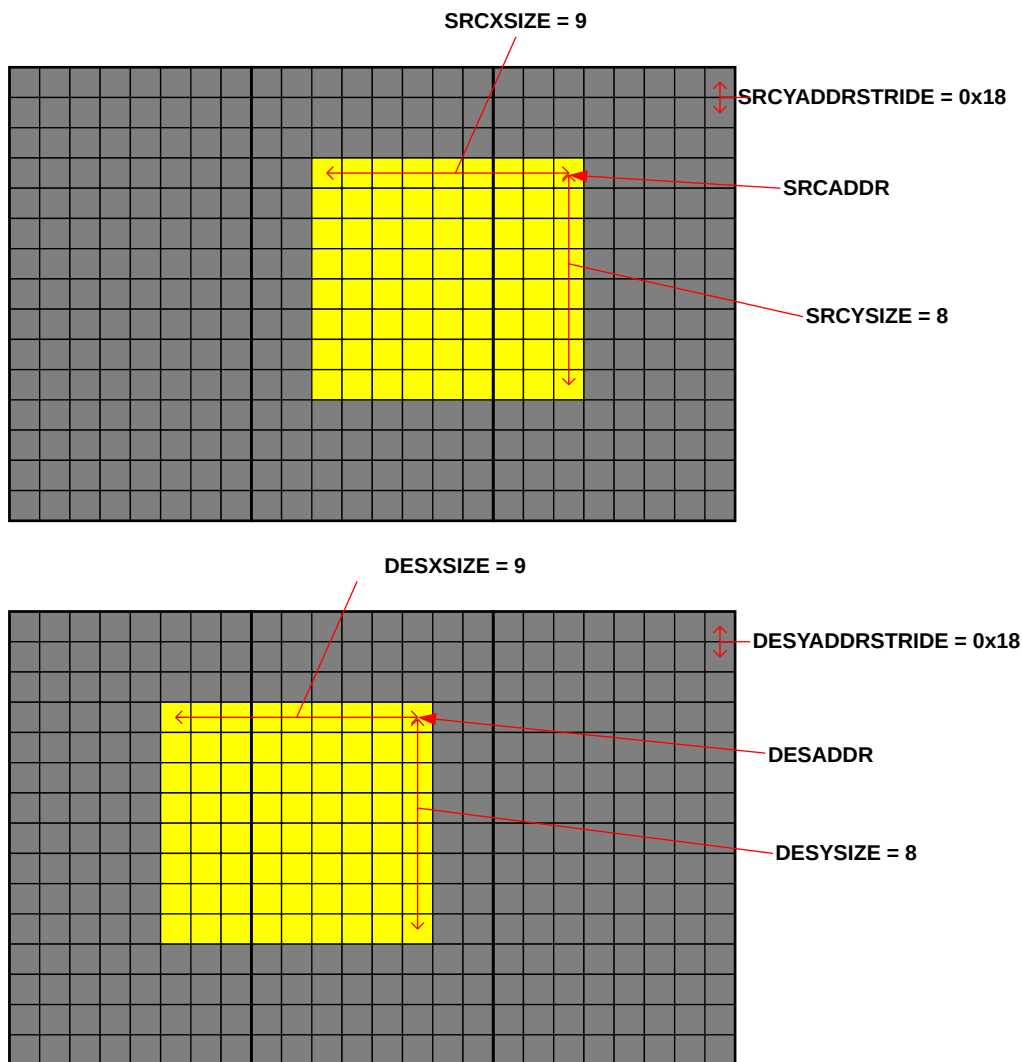 SRCXSIZE = 9
SRCYADDRSTRIDE = 0x18
SRCADDR
SRCYSIZE = 8
DESXSIZE = 9
DESYADDRSTRIDE = 0x18
DESADDR
DESYSIZE = 8